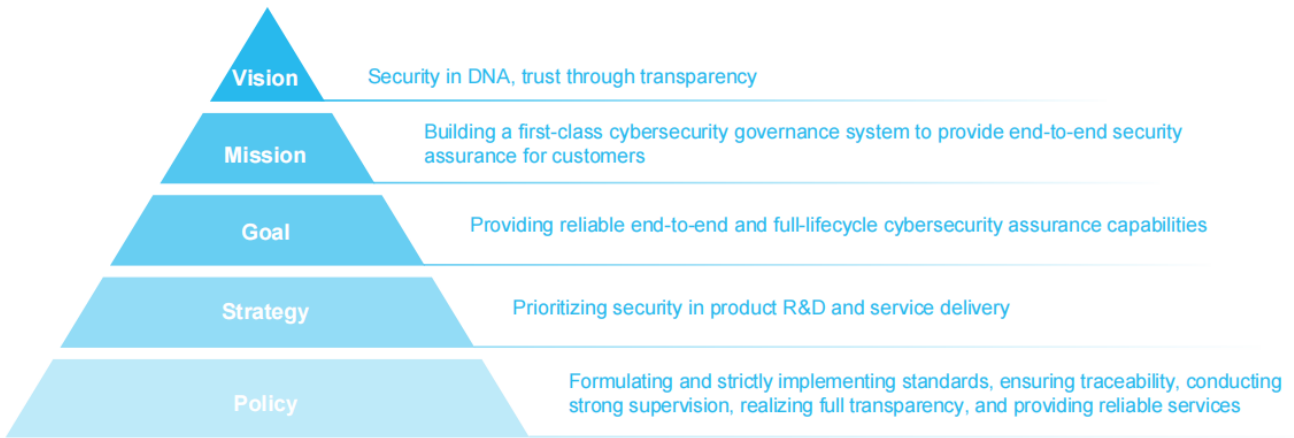 Vision
Security in DNA, trust through transparency
Mission
Building a first-class cybersecurity governance system to provide end-to-end security
assurance for customers
Goal
Providing reliable end-to-end and full-lifecycle cybersecurity assurance capabilities
Strategy
Prioritizing security in product R&D and service delivery
Policy
Formulating and strictly implementing standards, ensuring traceability, conducting
strong supervision, realizing full transparency, and providing reliable services